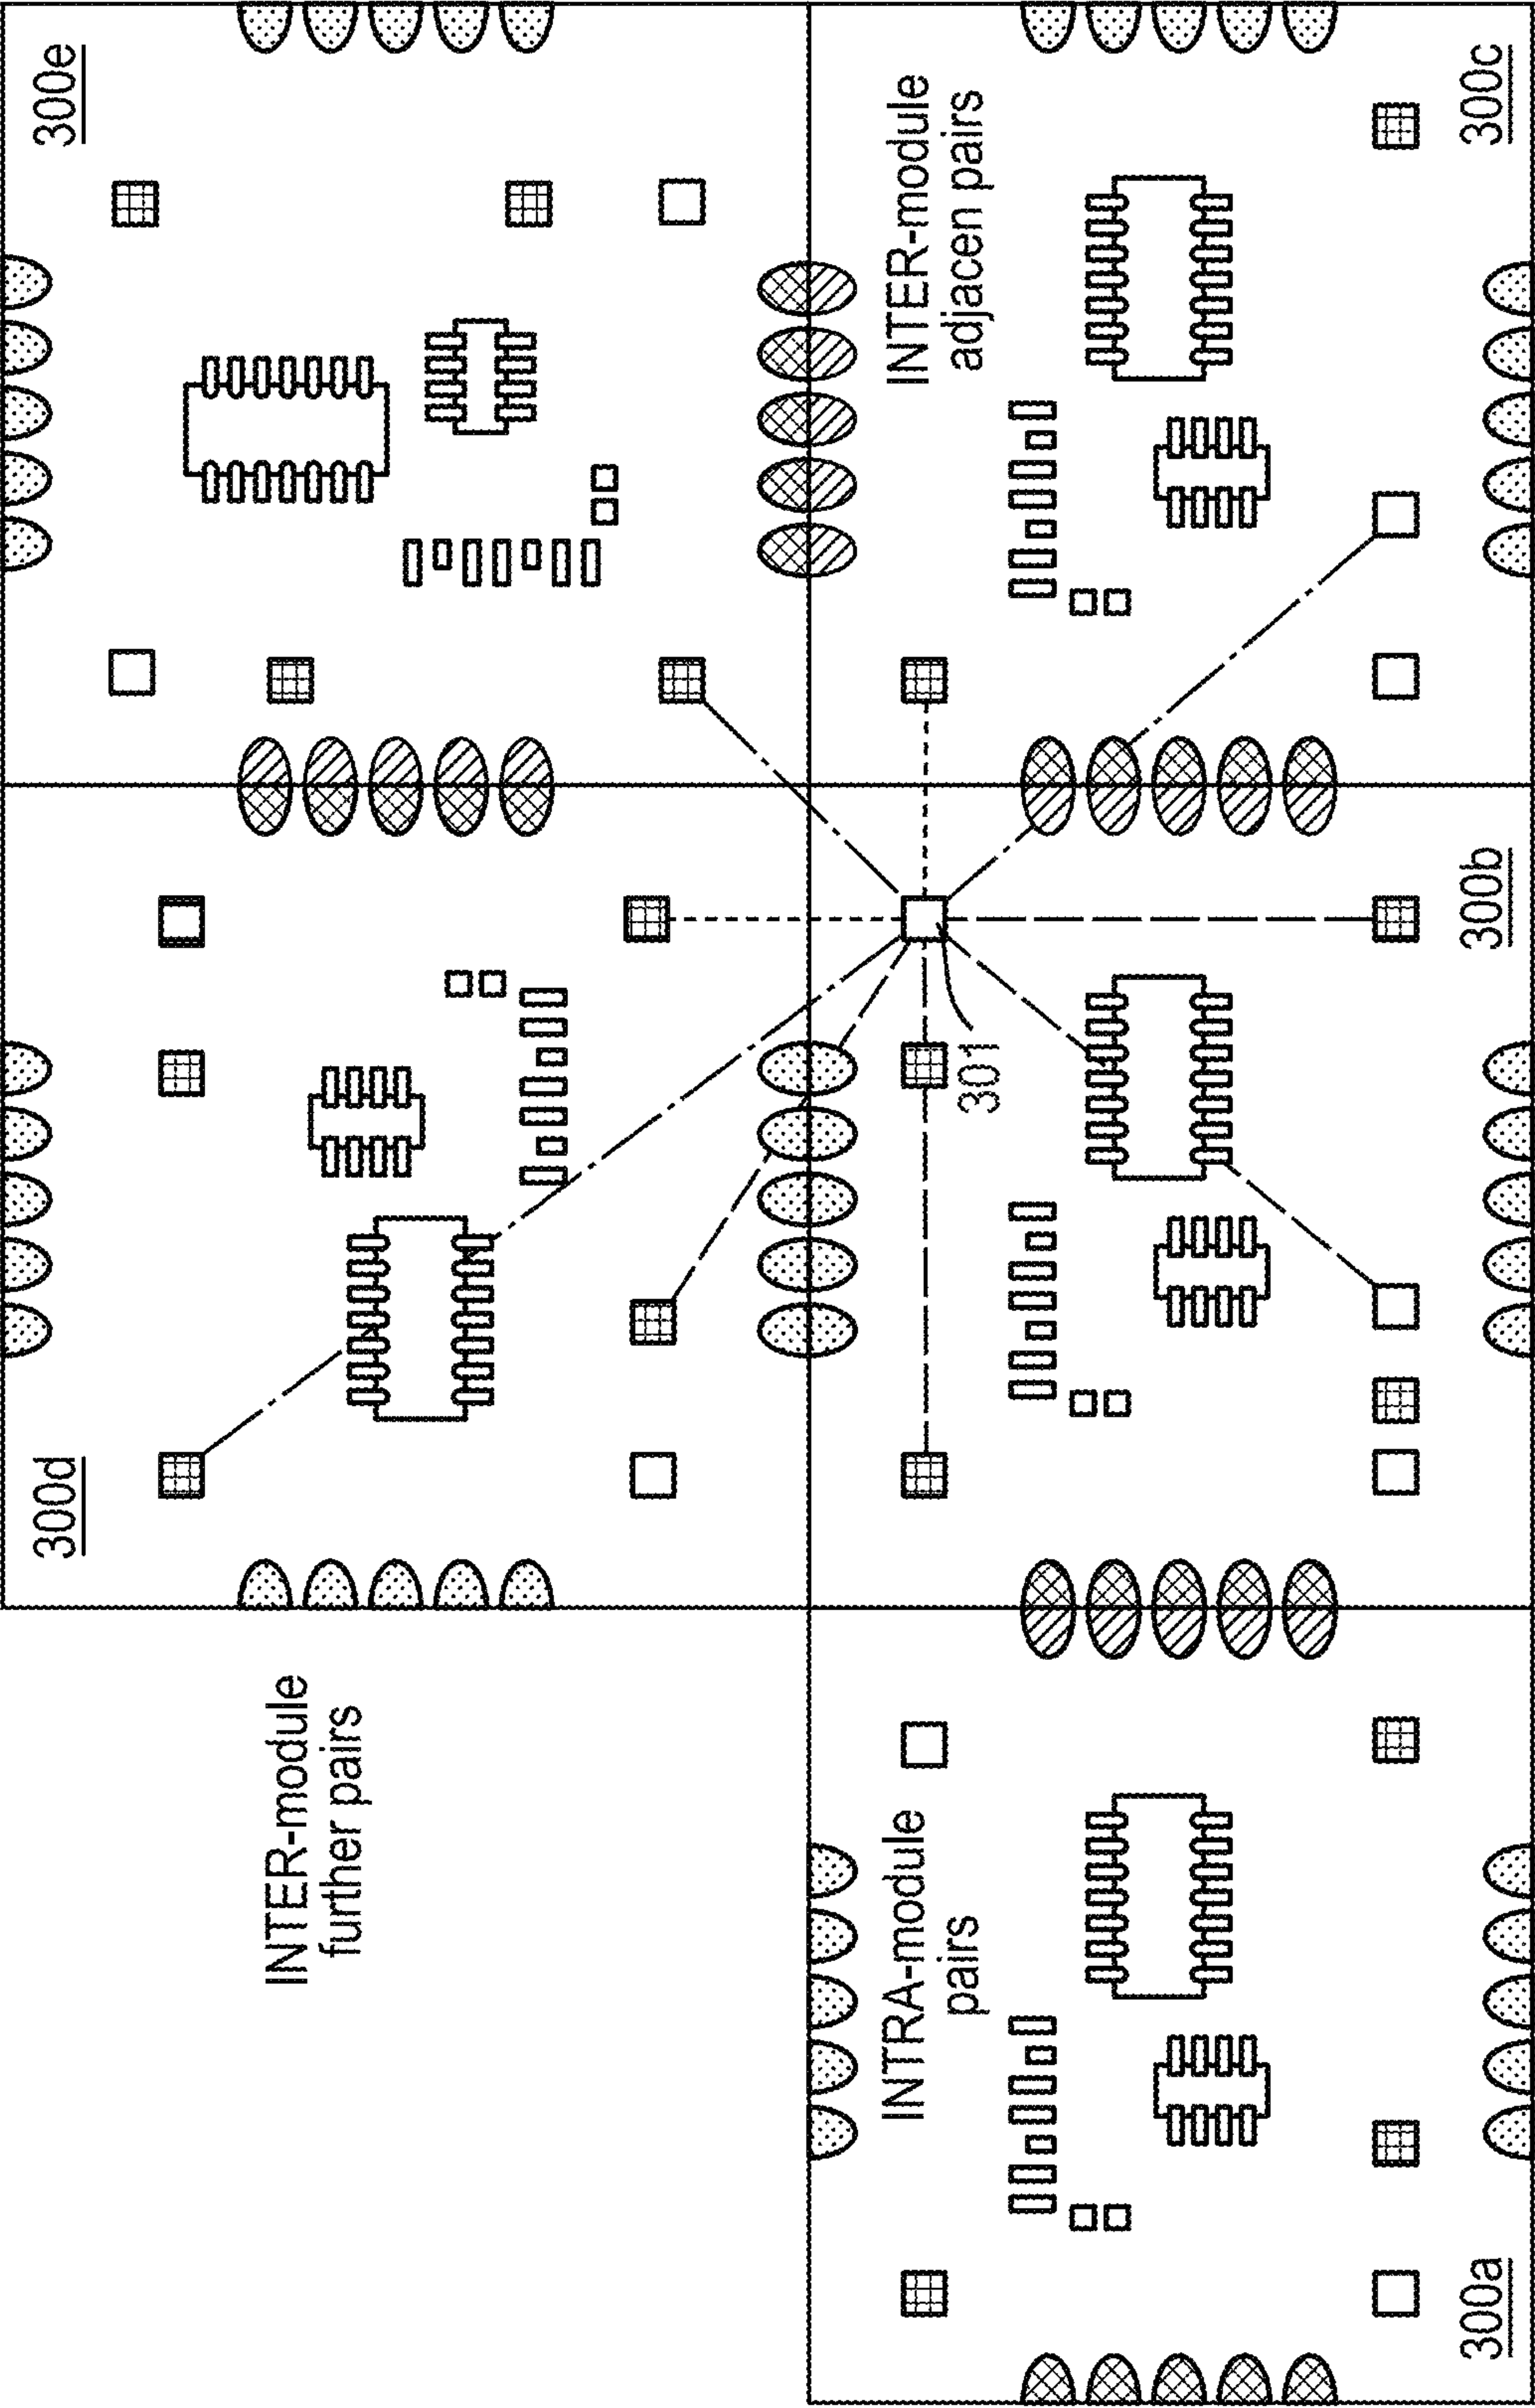 300d
300e
INTER-module
further pairs
INTRA-module
pairs
INTER-module
adjacen pairs
301
300a
300b
300c